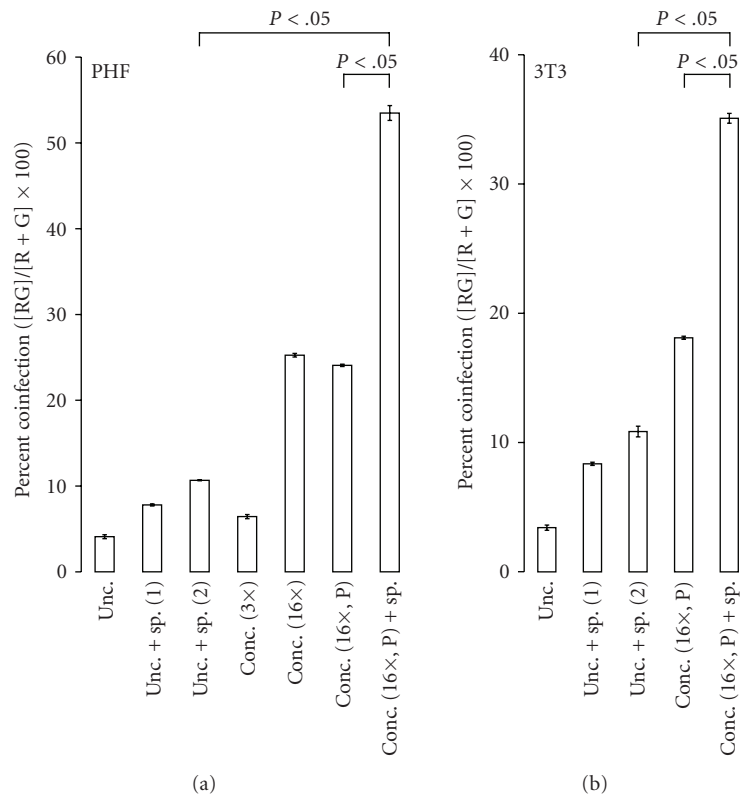 P < .05
P < .05
PHF
60
50
40
30
20
10
0
Percent coinfection ([RG]/[R + G] × 100)
Unc.
Unc. + sp. (1)
Unc. + sp. (2)
Conc. (3×)
Conc. (16×)
Conc. (16×, P)
Conc. (16×, P) + sp.
(a)
P < .05
P < .05
3T3
40
30
20
10
0
Percent coinfection ([RG]/[R + G] × 100)
Unc.
Unc. + sp. (1)
Unc. + sp. (2)
Conc. (16×, P)
Conc. (16×, P) + sp.
(b)